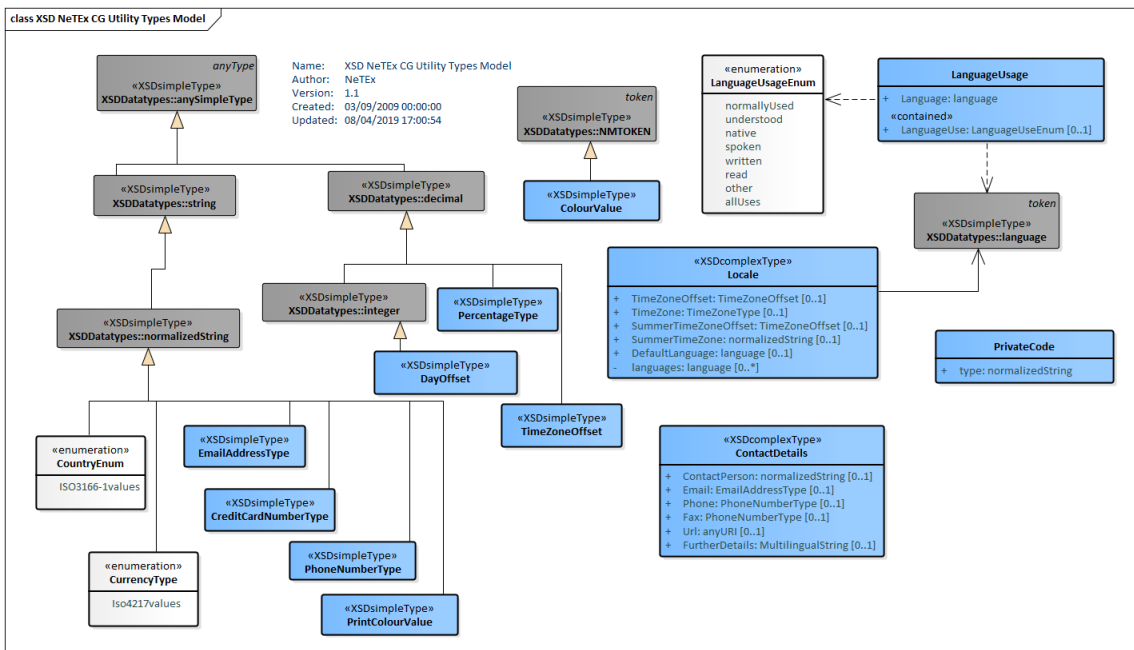 class XSD NeTEx CG Utility Types Model
anyType
«XSDsimpleType»
XSDDatatypes::anySimpleType
Name: XSD NeTEx CG Utility Types Model
Author: NeTEx
Version: 1.1
Created: 03/09/2009 00:00:00
Updated: 08/04/2019 17:00:54
token
«XSDsimpleType»
XSDDatatypes::NMTOKEN
«enumeration»
LanguageUsageEnum
normallyUsed
understood
native
spoken
written
read
other
allUses
LanguageUsage
+ Language: language
«contained»
+ LanguageUse: LanguageUseEnum [0..1]
«XSDsimpleType»
XSDDatatypes::string
«XSDsimpleType»
XSDDatatypes::decimal
«XSDsimpleType»
ColourValue
token
«XSDsimpleType»
XSDDatatypes::language
«XSDcomplexType»
Locale
+ TimeZoneOffset: TimeZoneOffset [0..1]
+ TimeZone: TimeZoneType [0..1]
+ SummerTimeZoneOffset: TimeZoneOffset [0..1]
+ SummerTimeZone: normalizedString [0..1]
+ DefaultLanguage: language [0..1]
- languages: language [0..*]
«XSDsimpleType»
XSDDatatypes::normalizedString
«XSDsimpleType»
XSDDatatypes::integer
«XSDsimpleType»
PercentageType
PrivateCode
+ type: normalizedString
«XSDsimpleType»
DayOffset
«XSDsimpleType»
TimeZoneOffset
«enumeration»
CountryEnum
ISO3166-1values
«XSDsimpleType»
EmailAddressType
«XSDsimpleType»
CreditCardNumberType
«XSDcomplexType»
ContactDetails
+ ContactPerson: normalizedString [0..1]
+ Email: EmailAddressType [0..1]
+ Phone: PhoneNumberType [0..1]
+ Fax: PhoneNumberType [0..1]
+ Url: anyURI [0..1]
+ FurtherDetails: MultilingualString [0..1]
«enumeration»
CurrencyType
Iso4217values
«XSDsimpleType»
PhoneNumberType
«XSDsimpleType»
PrintColourValue